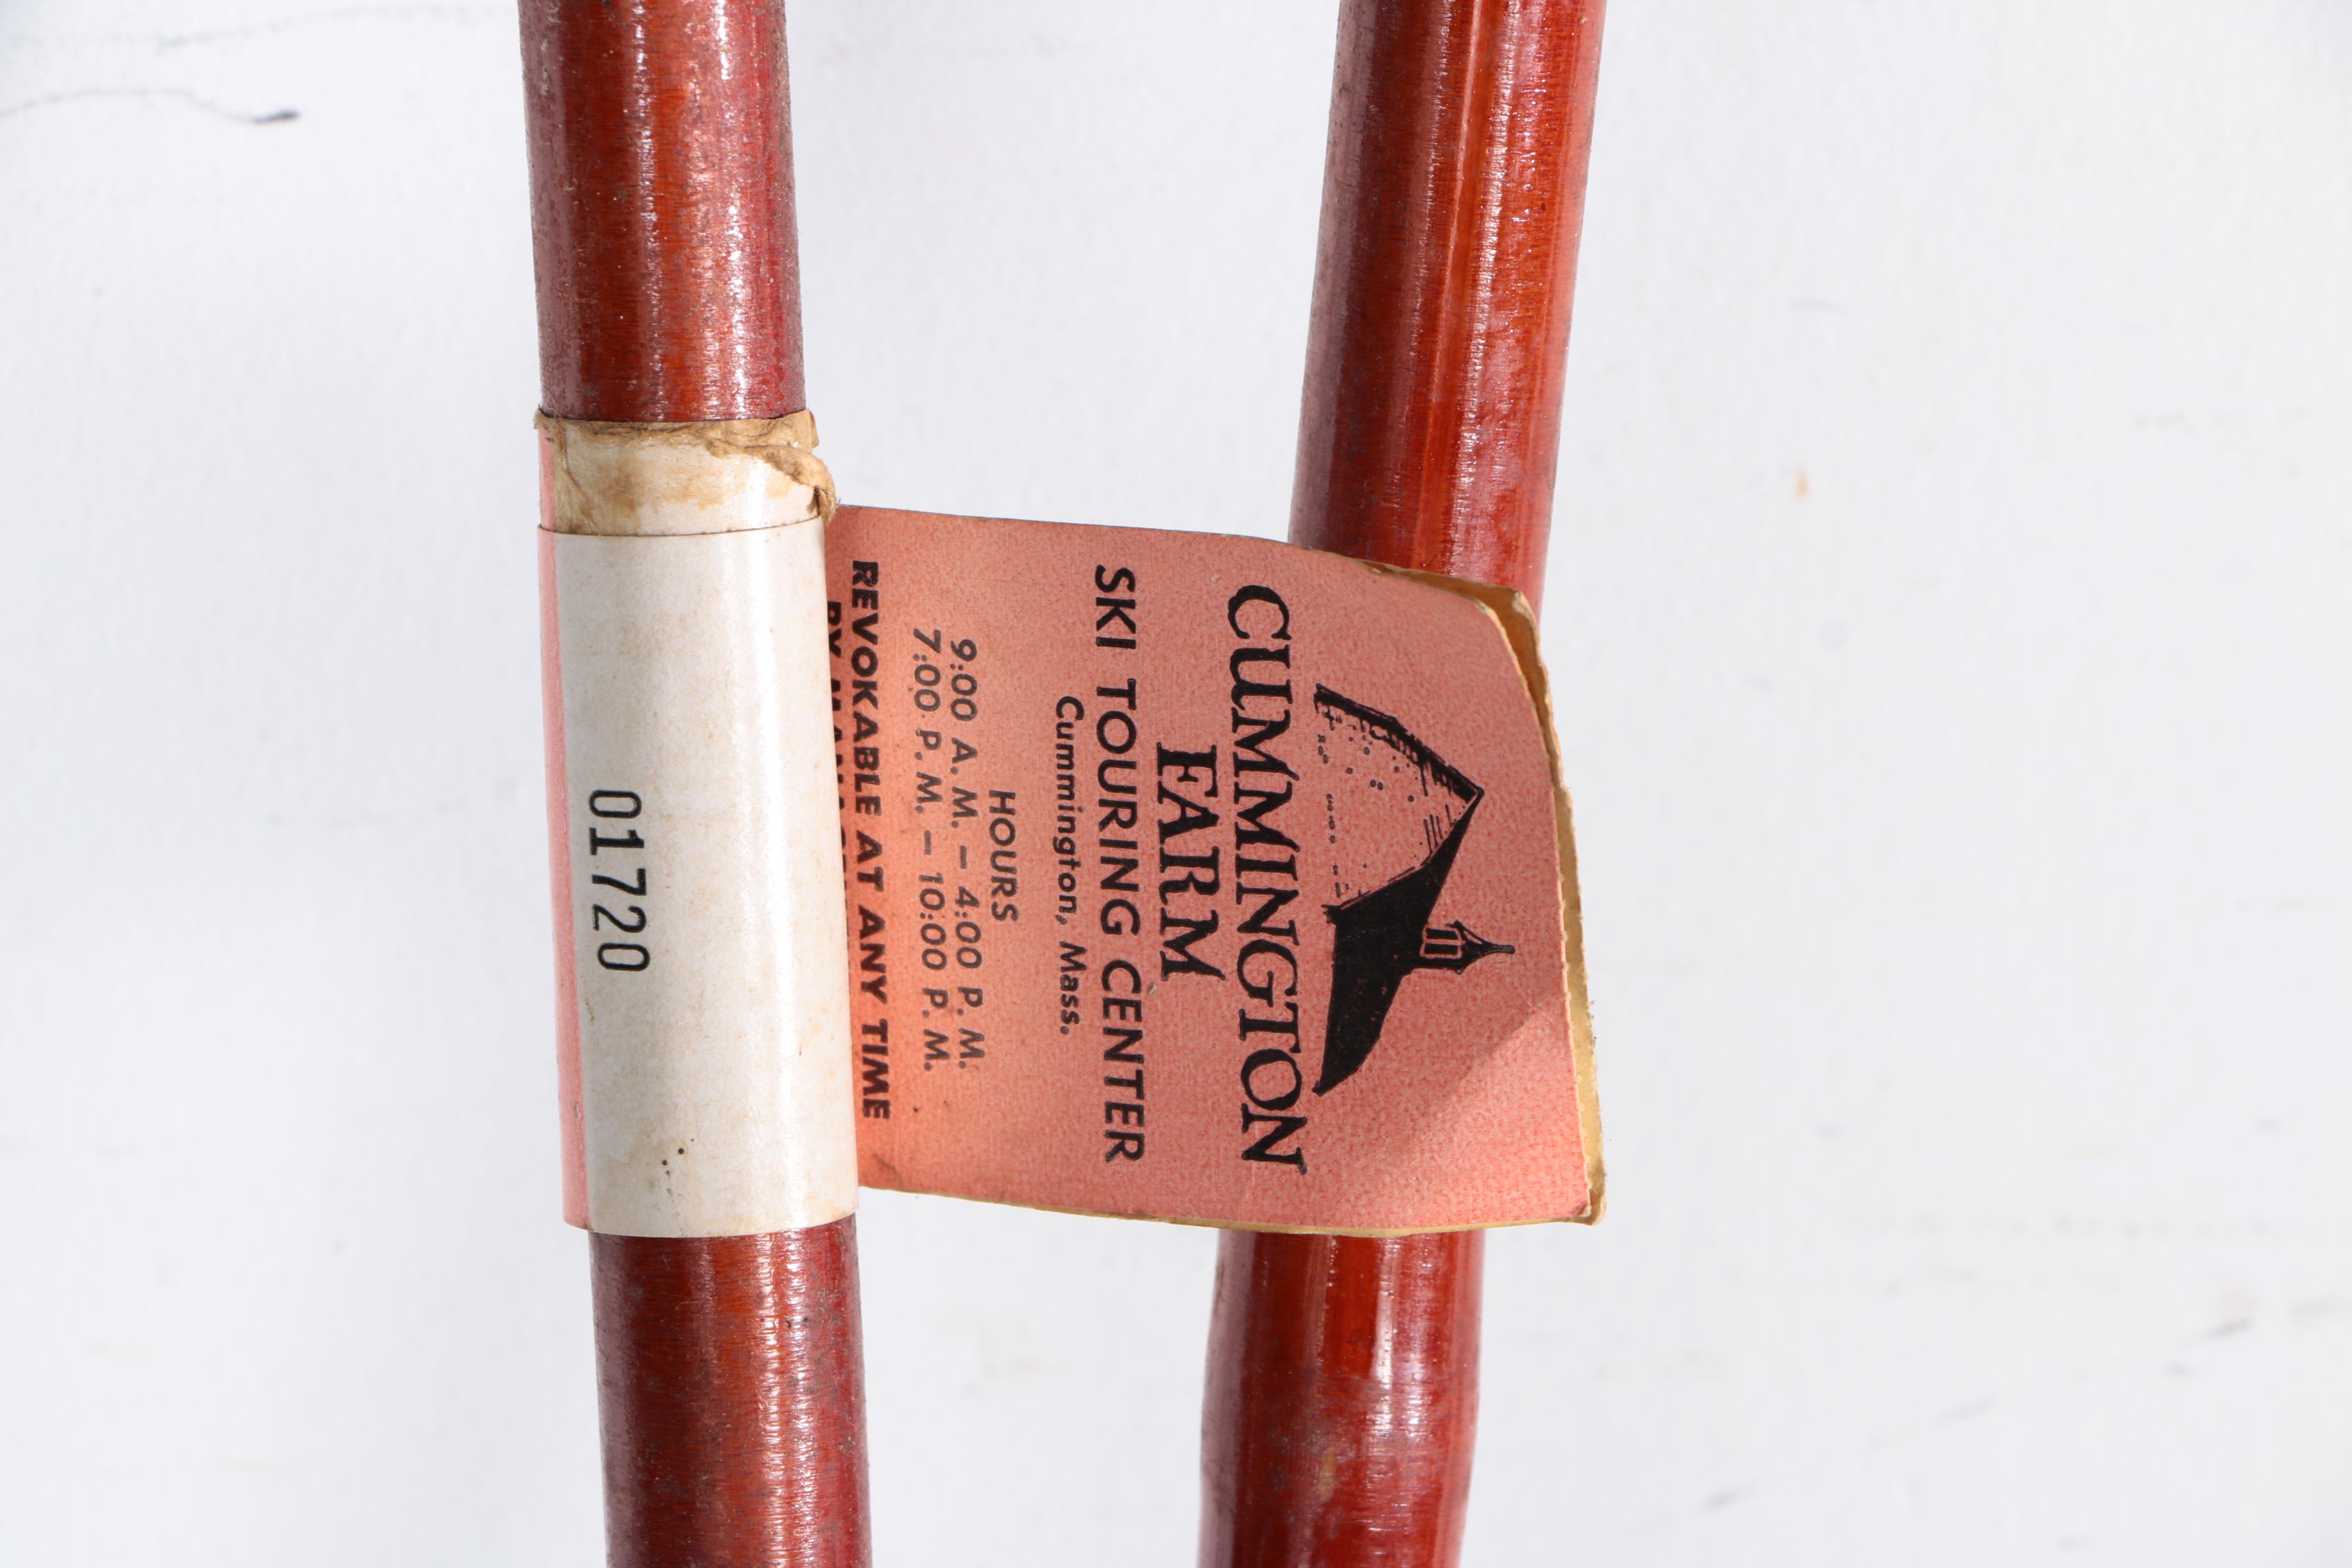 CUMMINGTON
FARM
SKI TOURING CENTER
Cummington, Mass.
HOURS
9:00 A. M. – 4:00 P. M.
7:00 P. M. – 10:00 P. M.
REVOKABLE AT ANY TIME
BY
01720